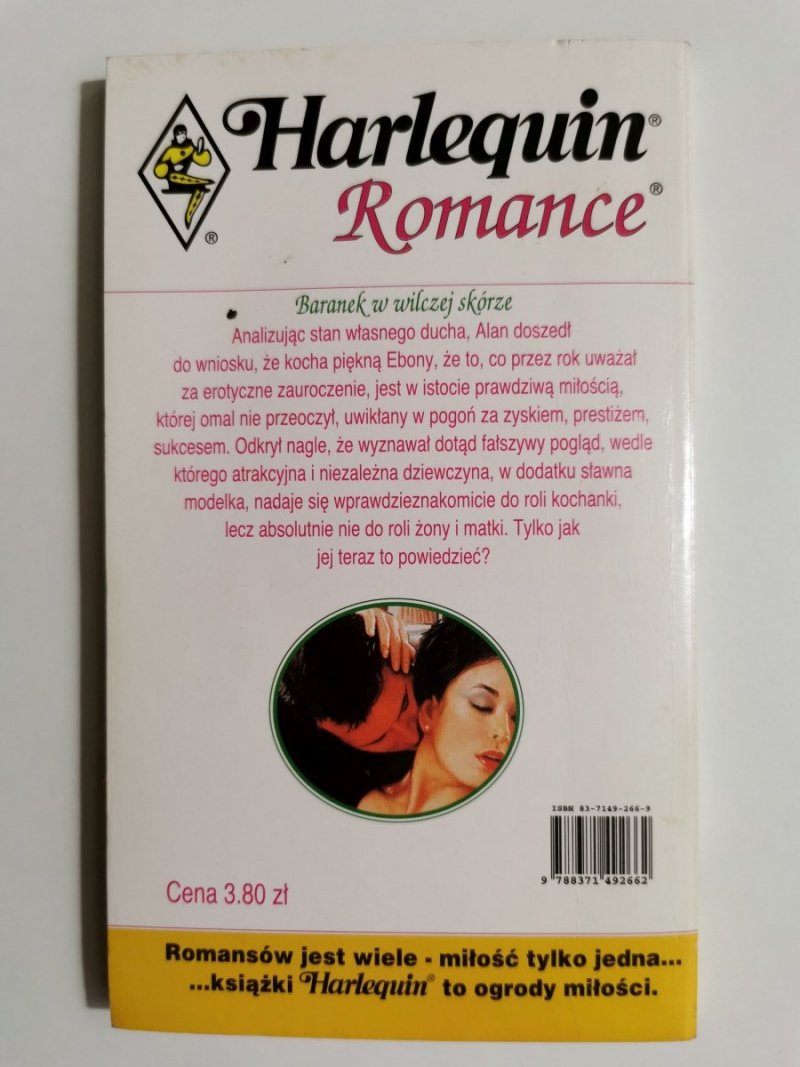 Harlequin®
Romance®
®
Baranek w wilczej skórze
Analizując stan własnego ducha, Alan doszedł
do wniosku, że kocha piękną Ebony, że to, co przez rok uważał
za erotyczne zauroczenie, jest w istocie prawdziwą miłością,
której omal nie przeoczył, uwikłany w pogoń za zyskiem, prestiżem,
sukcesem. Odkrył nagle, że wyznawał dotąd fałszywy pogląd, wedle
którego atrakcyjna i niezależna dziewczyna, w dodatku sławna
modelka, nadaje się wprawdzieznakomicie do roli kochanki,
lecz absolutnie nie do roli żony i matki. Tylko jak
jej teraz to powiedzieć?
ISBN 83-7149-266-9
9 788371 492662
Cena 3.80 zł
Romansów jest wiele - miłość tylko jedna...
...książki Harlequin® to ogrody miłości.